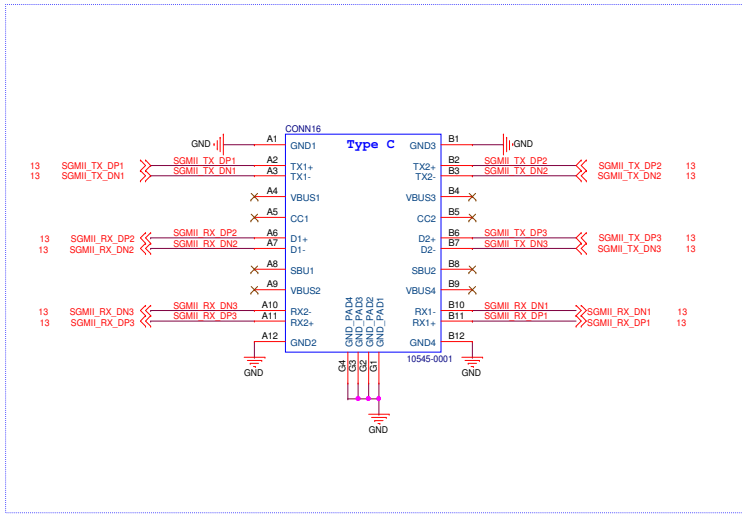 CONN16
Type C
GND A1 GND1 GND3 B1 GND
13 SGMII_TX_DP1 SGMII_TX_DP1 A2 TX1+ TX2+ B2 SGMII_TX_DP2 SGMII_TX_DP2 13
13 SGMII_TX_DN1 SGMII_TX_DN1 A3 TX1- TX2- B3 SGMII_TX_DN2 SGMII_TX_DN2 13
A4 VBUS1 VBUS3 B4
A5 CC1 CC2 B5
13 SGMII_RX_DP2 SGMII_RX_DP2 A6 D1+ D2+ B6 SGMII_TX_DP3 SGMII_TX_DP3 13
13 SGMII_RX_DN2 SGMII_RX_DN2 A7 D1- D2- B7 SGMII_TX_DN3 SGMII_TX_DN3 13
A8 SBU1 SBU2 B8
A9 VBUS2 VBUS4 B9
13 SGMII_RX_DN3 SGMII_RX_DN3 A10 RX2- RX1- B10 SGMII_RX_DN1 SGMII_RX_DN1 13
13 SGMII_RX_DP3 SGMII_RX_DP3 A11 RX2+ RX1+ B11 SGMII_RX_DP1 SGMII_RX_DP1 13
A12 GND2 GND4 B12
GND_PAD4 GND_PAD3 GND_PAD2 GND_PAD1
10545-0001
G4 G3 G2 G1
GND GND
GND